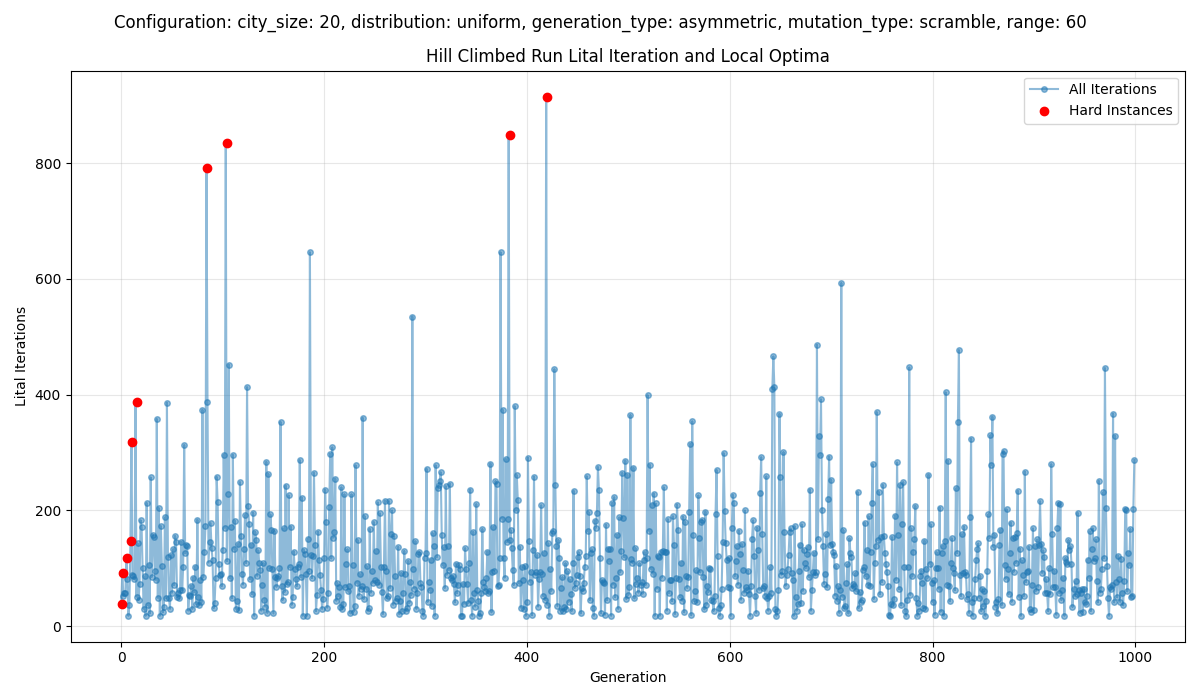 Configuration: city_size: 20, distribution: uniform, generation_type: asymmetric, mutation_type: scramble, range: 60
Hill Climbed Run Lital Iteration and Local Optima
All Iterations
Hard Instances
800
600
400
200
0
Lital Iterations
0 200 400 600 800 1000
Generation